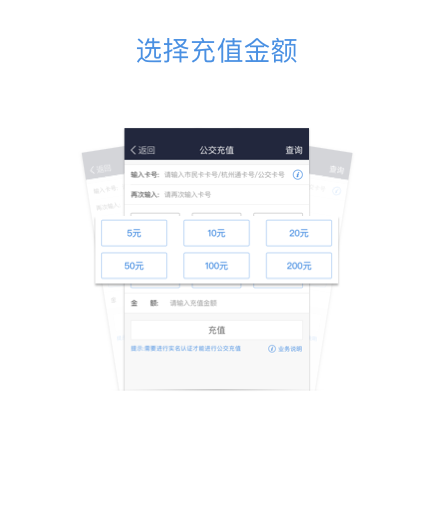 选择充值金额
返回 公交充值 查询
输入卡号: 请输入市民卡卡号/杭州通卡号/公交卡号
再次输入: 请再次输入卡号
5元 10元 20元
50元 100元 200元
金 额: 请输入充值金额
充值
提示:需要进行实名认证才能进行公交充值 业务说明